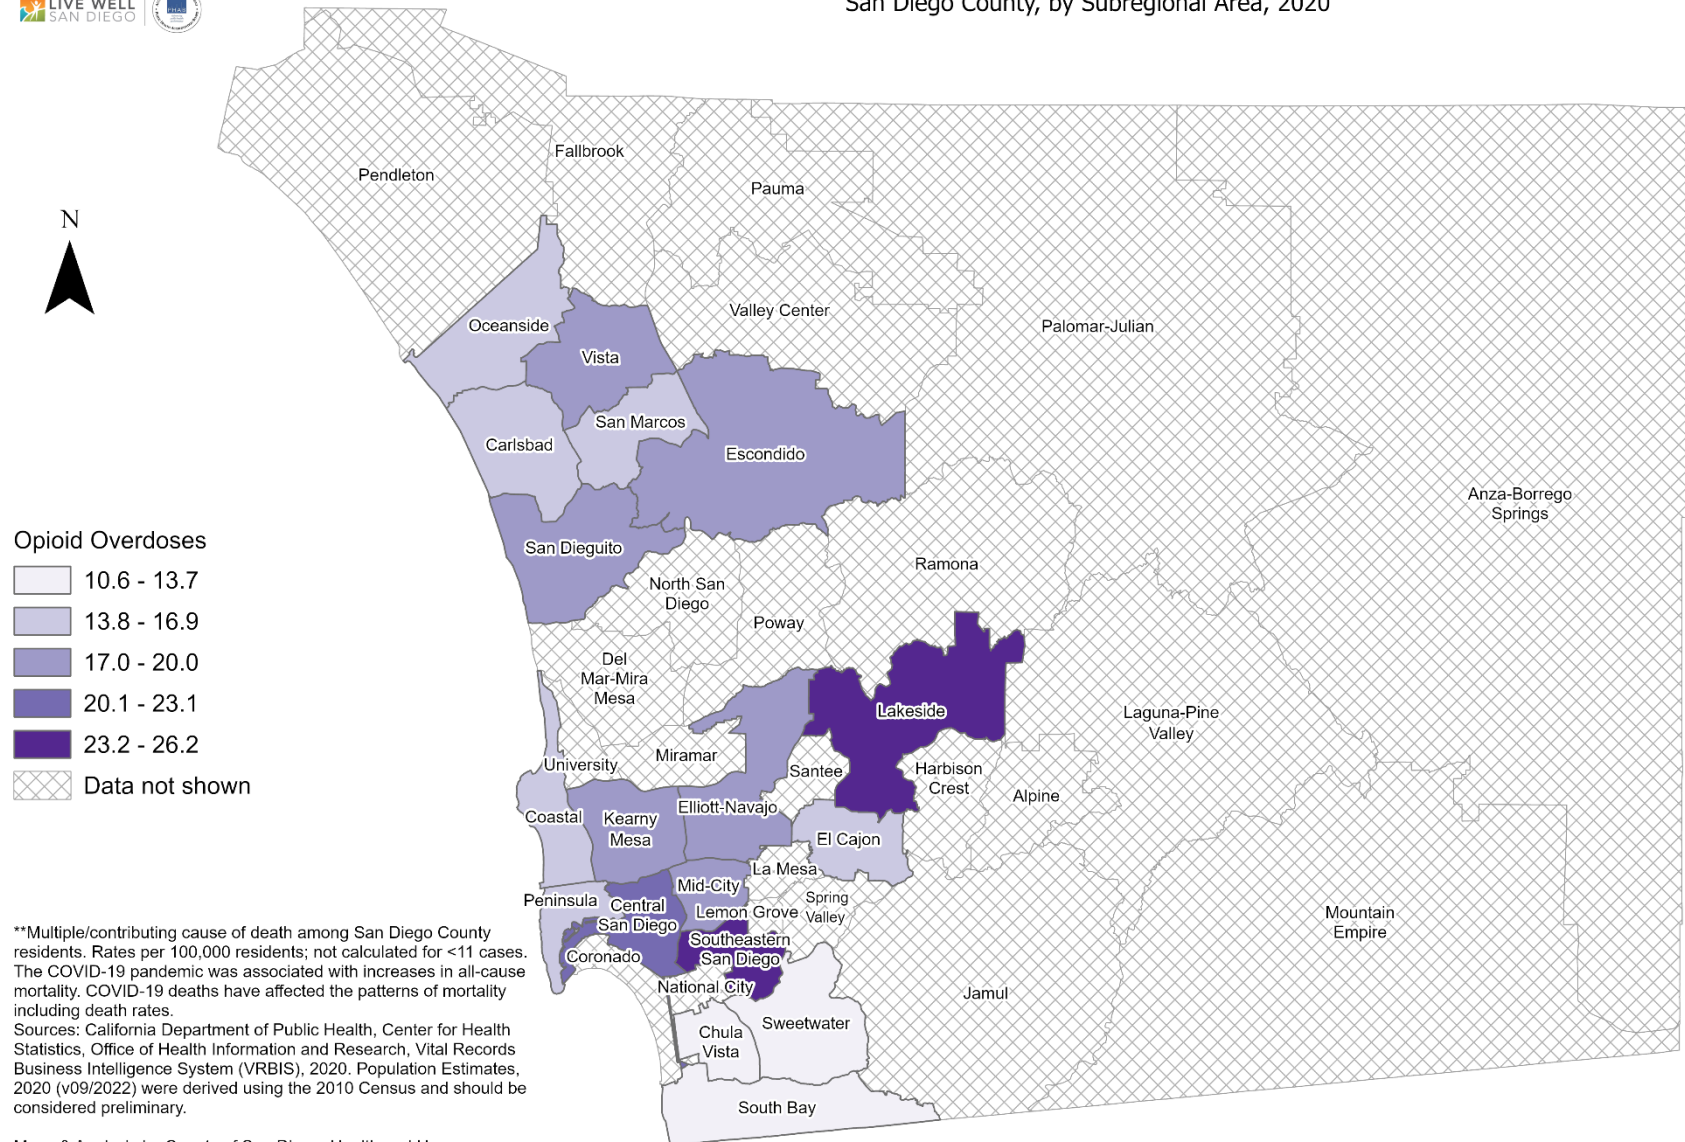 LIVE WELL
SAN DIEGO
San Diego County, by Subregional Area, 2020
N
Pendleton
Fallbrook
Pauma
Valley Center
Palomar-Julian
Oceanside
Vista
San Marcos
Carlsbad
Escondido
Anza-Borrego
Springs
San Dieguito
North San
Diego
Ramona
Poway
Del
Mar-Mira
Mesa
Lakeside
Laguna-Pine
Valley
Miramar
University
Santee
Harbison
Crest
Alpine
Coastal
Kearny
Mesa
Elliott-Navajo
El Cajon
La Mesa
Mid-City
Peninsula
Central
San Diego
Lemon Grove
Spring
Valley
Southeastern
San Diego
Coronado
National City
Mountain
Empire
Jamul
Sweetwater
Chula
Vista
South Bay
Opioid Overdoses
10.6 - 13.7
13.8 - 16.9
17.0 - 20.0
20.1 - 23.1
23.2 - 26.2
Data not shown
**Multiple/contributing cause of death among San Diego County
residents. Rates per 100,000 residents; not calculated for <11 cases.
The COVID-19 pandemic was associated with increases in all-cause
mortality. COVID-19 deaths have affected the patterns of mortality
including death rates.
Sources: California Department of Public Health, Center for Health
Statistics, Office of Health Information and Research, Vital Records
Business Intelligence System (VRBIS), 2020. Population Estimates,
2020 (v09/2022) were derived using the 2010 Census and should be
considered preliminary.